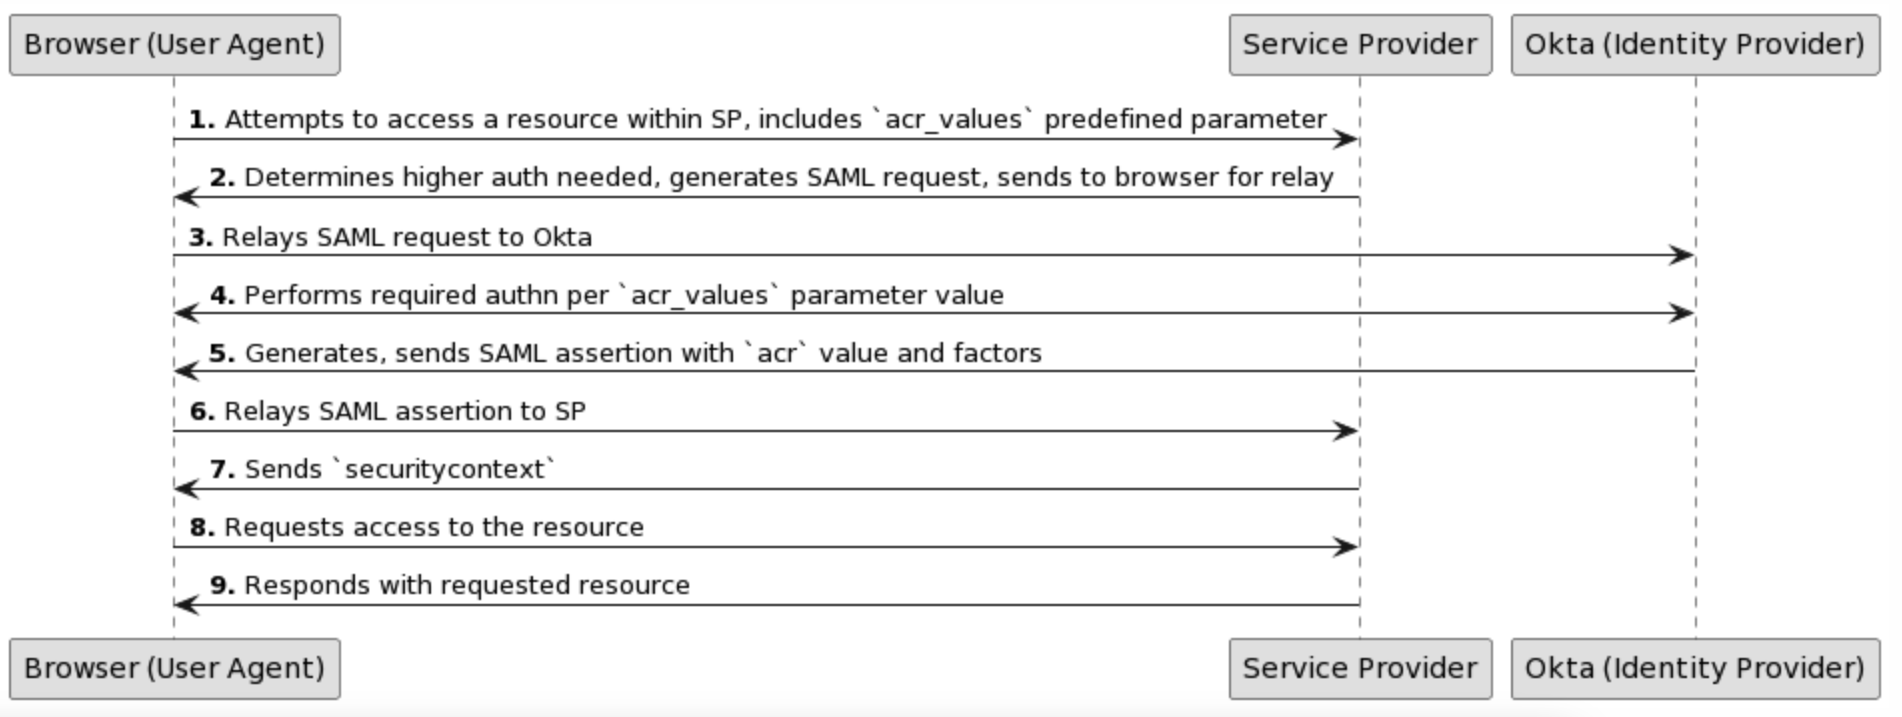 Browser (User Agent) Service Provider Okta (Identity Provider)
1. Attempts to access a resource within SP, includes `acr_values` predefined parameter
2. Determines higher auth needed, generates SAML request, sends to browser for relay
3. Relays SAML request to Okta
4. Performs required authn per `acr_values` parameter value
5. Generates, sends SAML assertion with `acr` value and factors
6. Relays SAML assertion to SP
7. Sends `securitycontext`
8. Requests access to the resource
9. Responds with requested resource
Browser (User Agent) Service Provider Okta (Identity Provider)